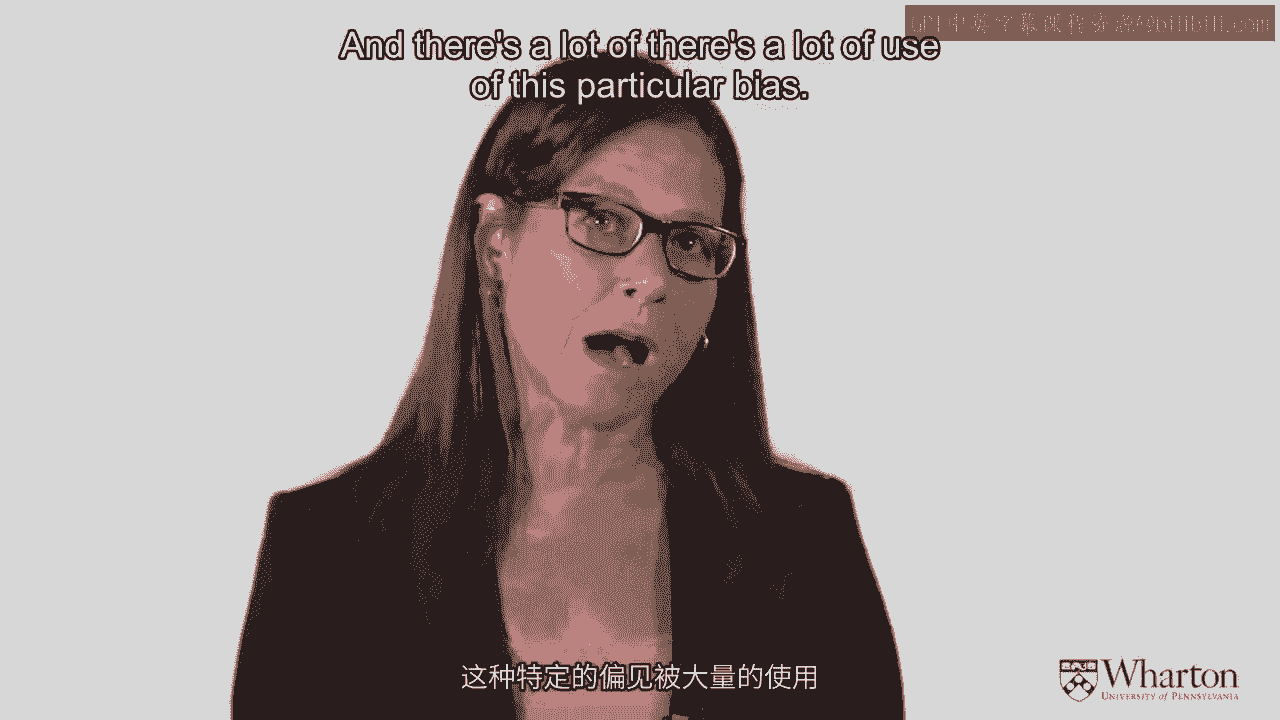 And there's a lot of there's a lot of use
of this particular bias.
这种特定的偏见被大量的使用
Wharton
UNIVERSITY of PENNSYLVANIA